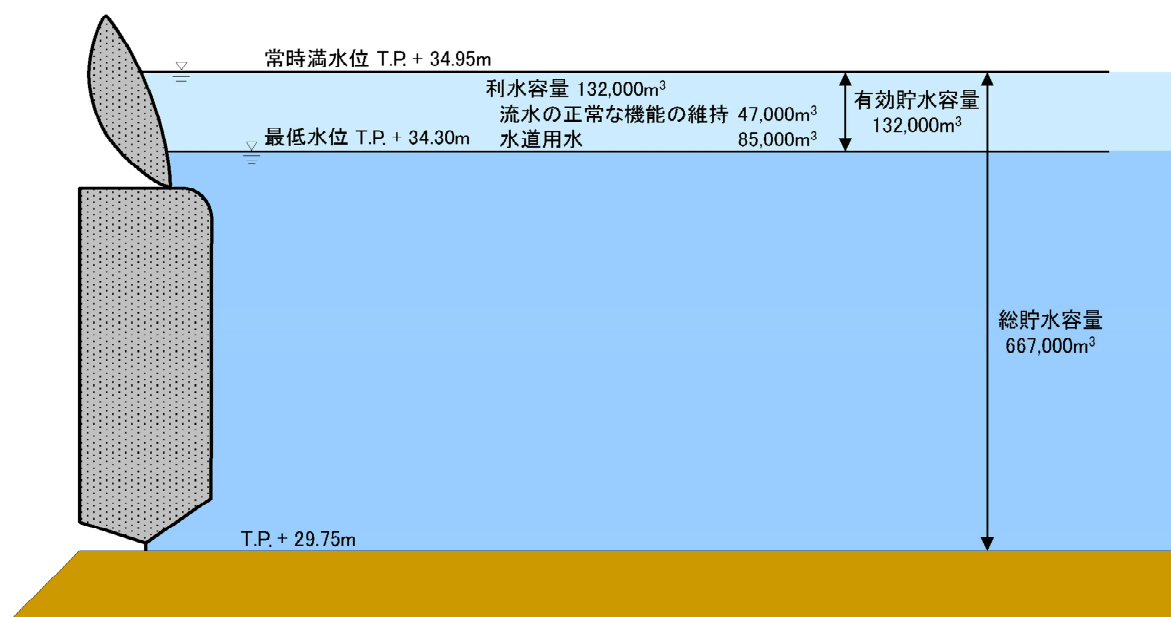 常時満水位 T.P. + 34.95m
利水容量 132,000m³
流水の正常な機能の維持 47,000m³
水道用水 85,000m³
有効貯水容量
132,000m³
最低水位 T.P. + 34.30m
総貯水容量
667,000m³
T.P. + 29.75m